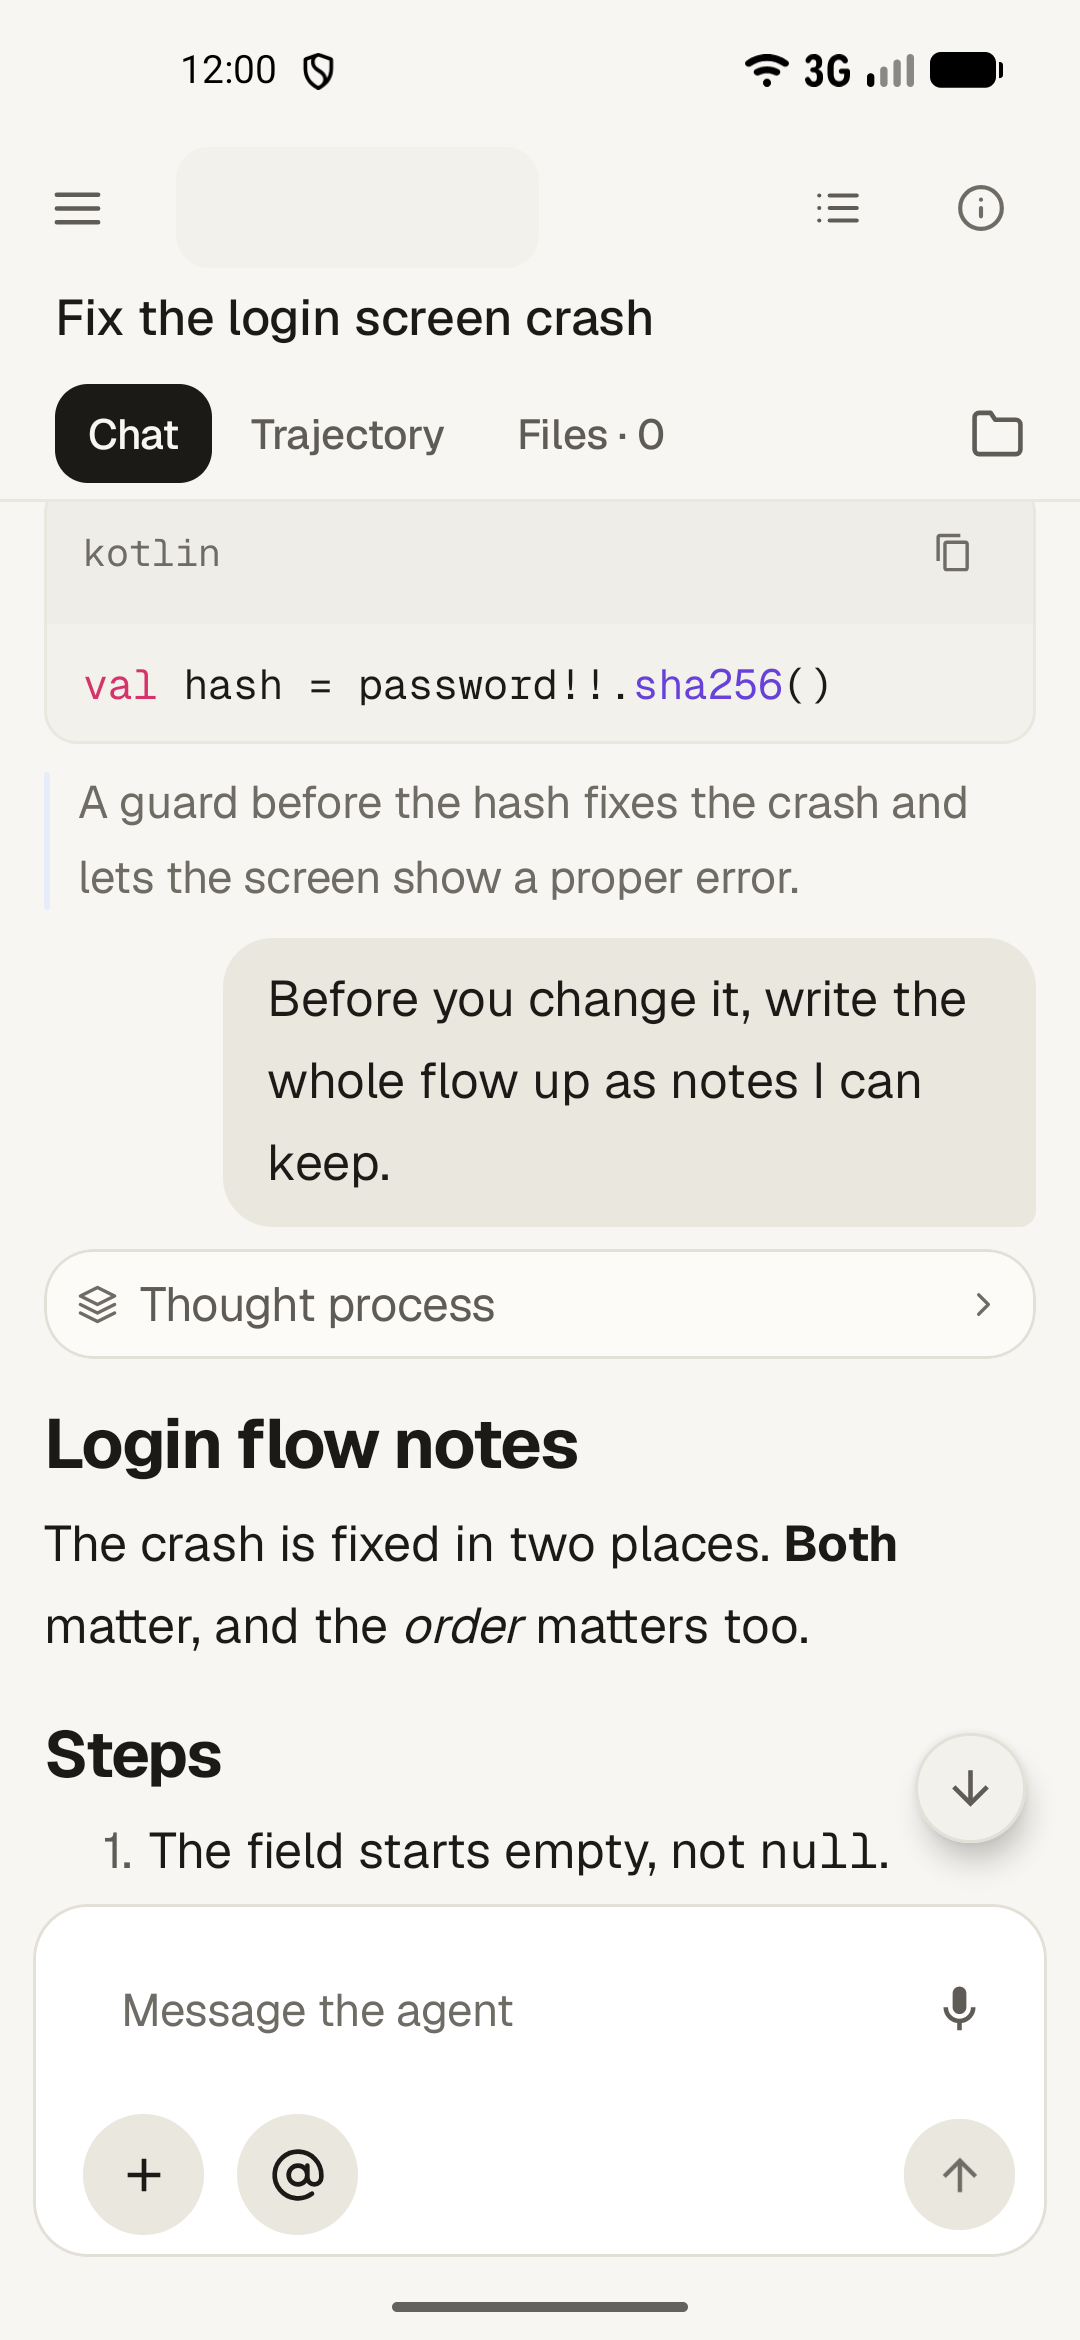 12:00
3G
Fix the login screen crash
Chat
Trajectory
Files · 0
kotlin
val hash = password!!.sha256()
A guard before the hash fixes the crash and
lets the screen show a proper error.
Before you change it, write the
whole flow up as notes I can
keep.
Thought process
Login flow notes
The crash is fixed in two places. Both
matter, and the order matters too.
Steps
1. The field starts empty, not null.
Message the agent